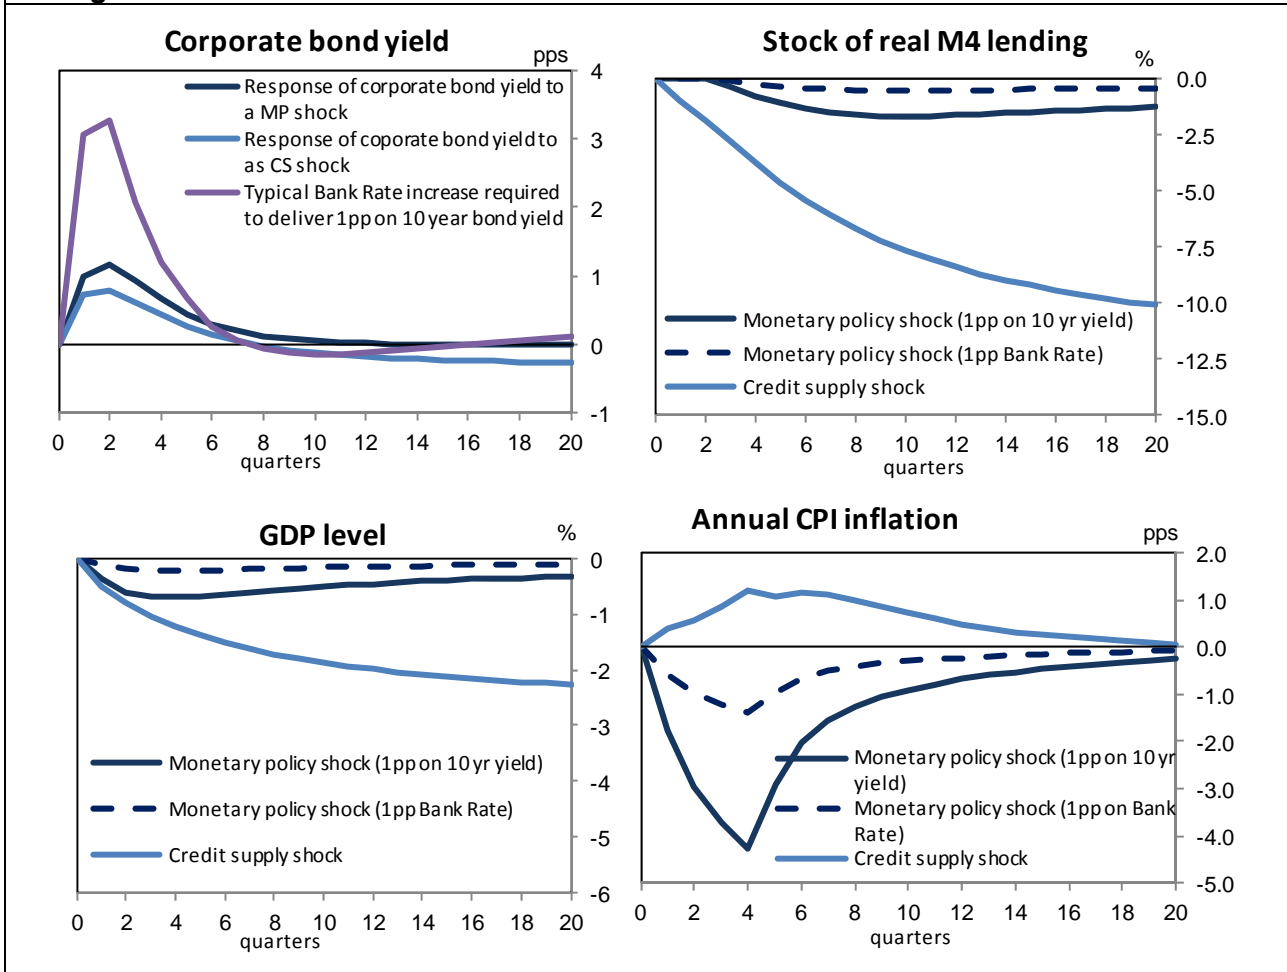 Corporate bond yield
pps
4
3
2
1
0
-1
Response of corporate bond yield to
a MP shock
Response of coporate bond yield to
as CS shock
Typical Bank Rate increase required
to deliver 1pp on 10 year bond yield
0 2 4 6 8 10 12 14 16 18 20
quarters
Stock of real M4 lending
%
0.0
-2.5
-5.0
-7.5
-10.0
-12.5
-15.0
Monetary policy shock (1pp on 10 yr yield)
Monetary policy shock (1pp Bank Rate)
Credit supply shock
0 2 4 6 8 10 12 14 16 18 20
quarters
GDP level
%
0
-1
-2
-3
-4
-5
-6
Monetary policy shock (1pp on 10 yr yield)
Monetary policy shock (1pp Bank Rate)
Credit supply shock
0 2 4 6 8 10 12 14 16 18 20
quarters
Annual CPI inflation
pps
2.0
1.0
0.0
-1.0
-2.0
-3.0
-4.0
-5.0
Monetary policy shock (1pp on 10 yr
yield)
Monetary policy shock (1pp on Bank
Rate)
Credit supply shock
0 2 4 6 8 10 12 14 16 18 20
quarters